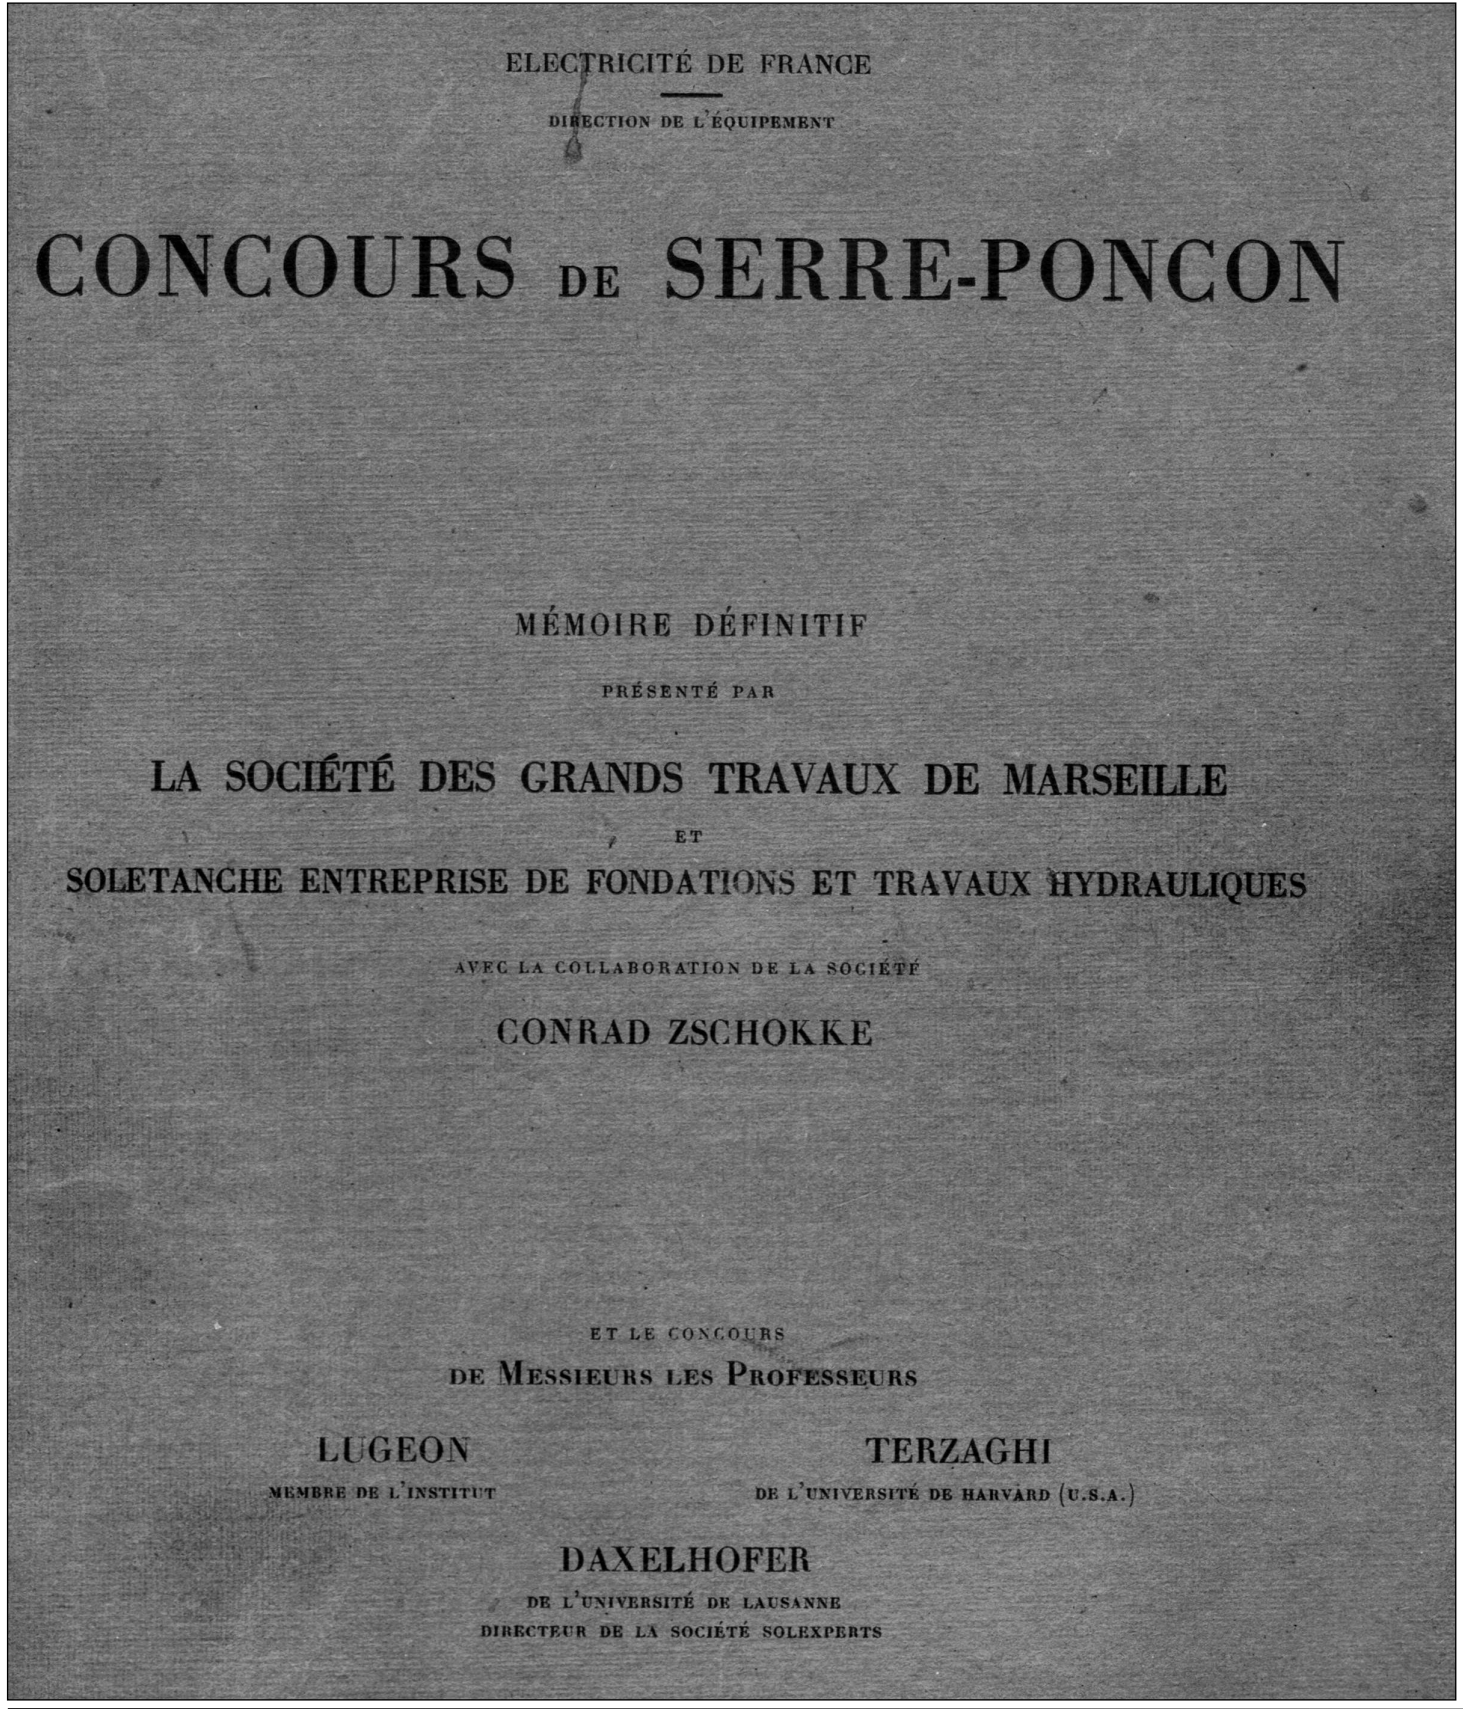 ELECTRICITÉ DE FRANCE
DIRECTION DE L'ÉQUIPEMENT
CONCOURS DE SERRE-PONCON
MÉMOIRE DÉFINITIF
PRÉSENTÉ PAR
LA SOCIÉTÉ DES GRANDS TRAVAUX DE MARSEILLE
ET
SOLETANCHE ENTREPRISE DE FONDATIONS ET TRAVAUX HYDRAULIQUES
AVEC LA COLLABORATION DE LA SOCIÉTÉ
CONRAD ZSCHOKKE
ET LE CONCOURS
DE MESSIEURS LES PROFESSEURS
LUGEON TERZAGHI
MEMBRE DE L'INSTITUT DE L'UNIVERSITÉ DE HARVARD (U.S.A.)
DAXELHOFER
DE L'UNIVERSITÉ DE LAUSANNE
DIRECTEUR DE LA SOCIÉTÉ SOLEXPERTS